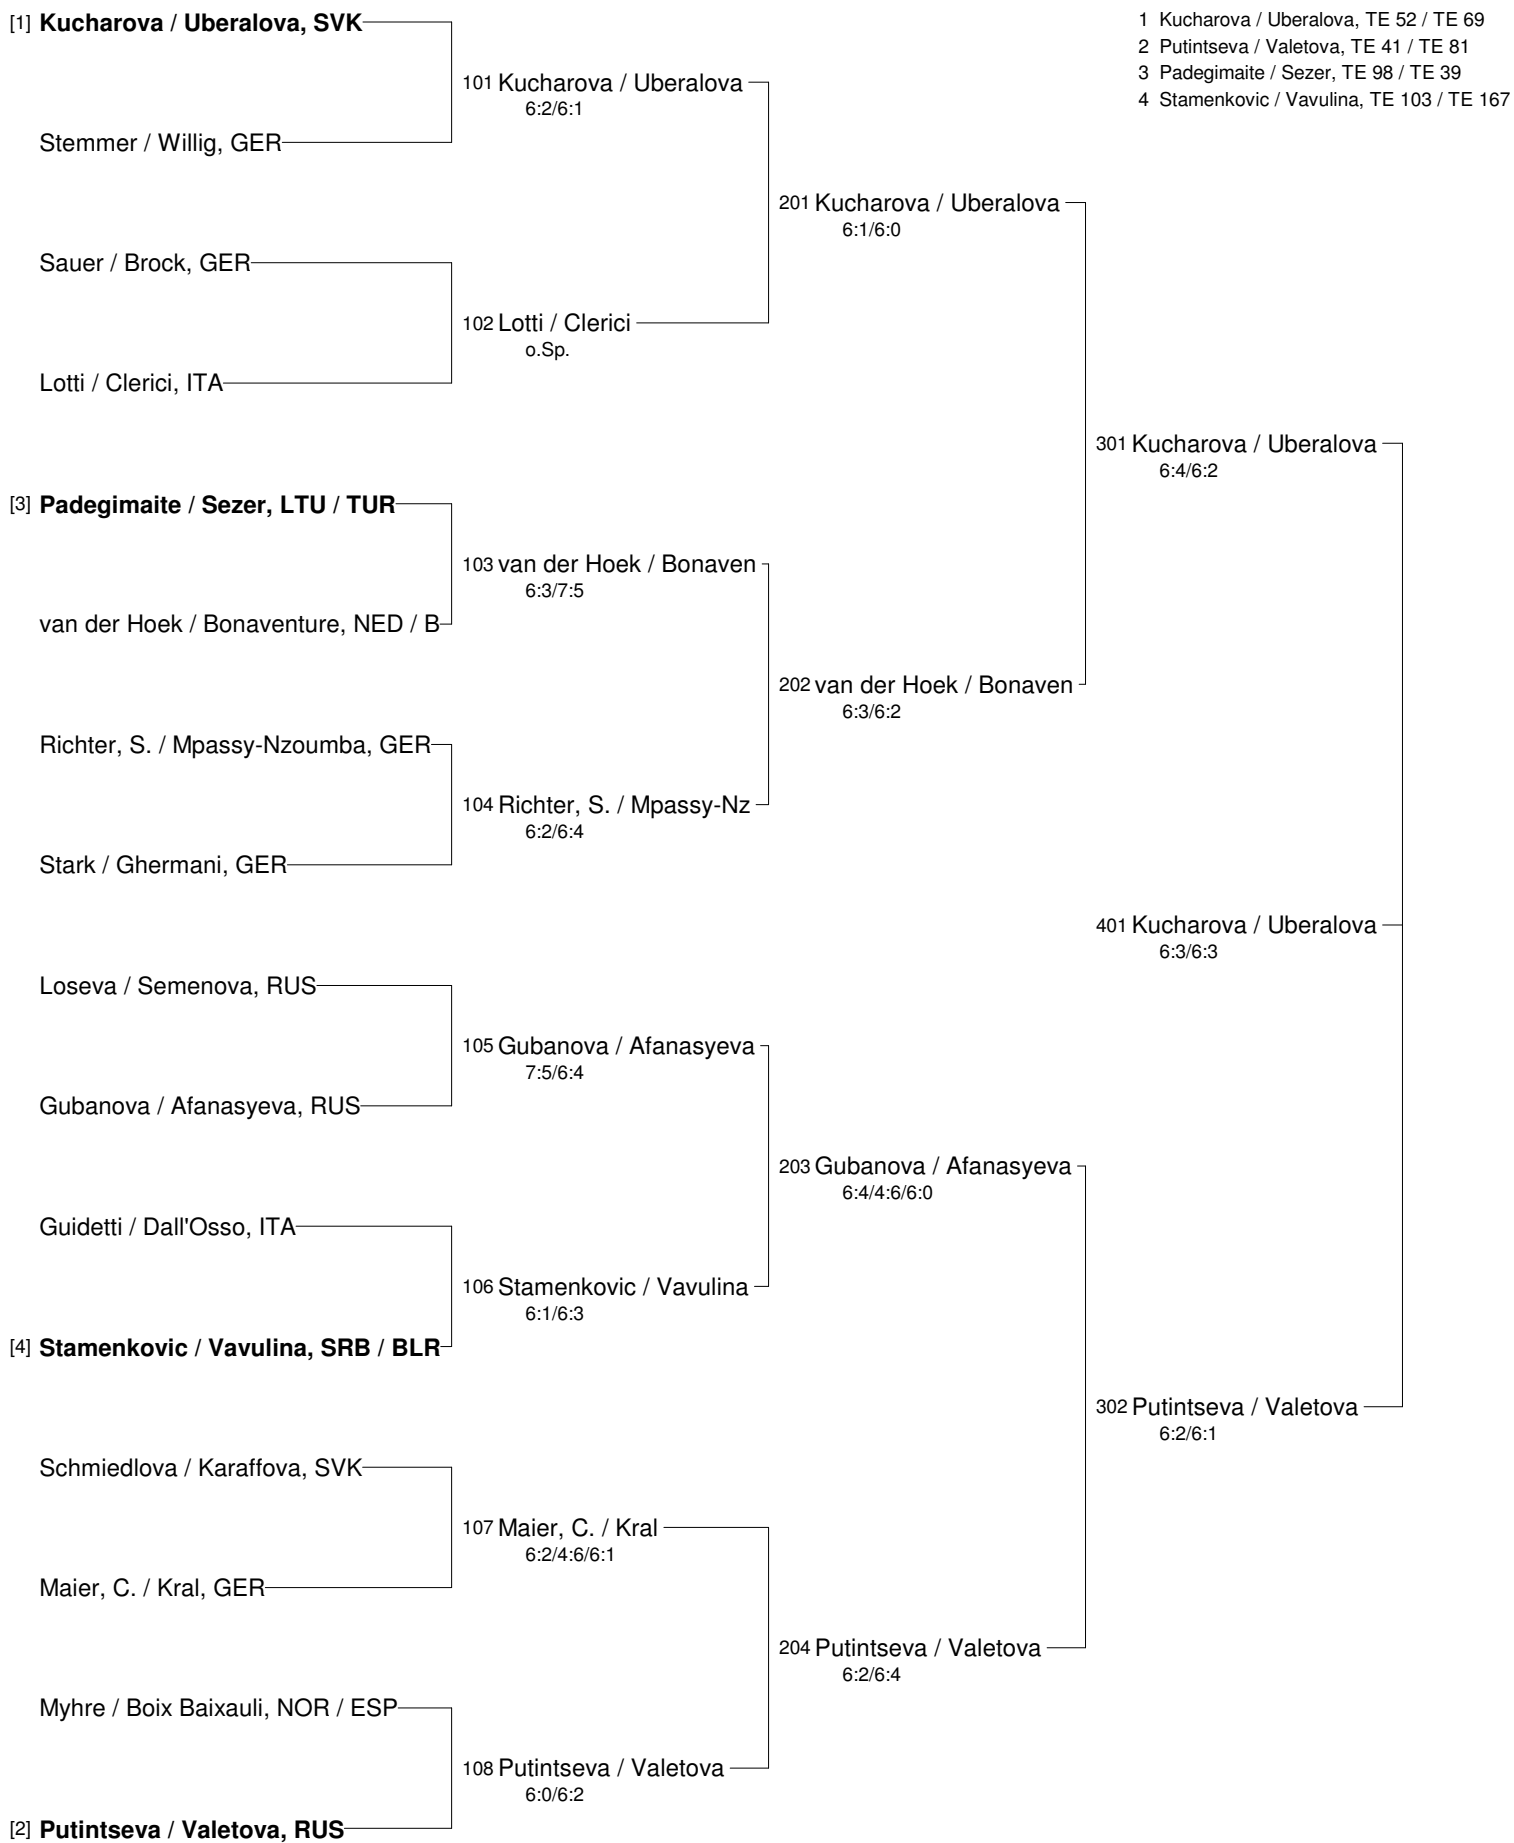 [1] Kucharova / Uberalova, SVK
Stemmer / Willig, GER
Sauer / Brock, GER
Lotti / Clerici, ITA
[3] Padegimaite / Sezer, LTU / TUR
van der Hoek / Bonaventure, NED / B
Richter, S. / Mpassy-Nzoumba, GER
Stark / Ghermani, GER
Loseva / Semenova, RUS
Gubanova / Afanasyeva, RUS
Guidetti / Dall'Osso, ITA
[4] Stamenkovic / Vavulina, SRB / BLR
Schmiedlova / Karaffova, SVK
Maier, C. / Kral, GER
Myhre / Boix Baixauli, NOR / ESP
[2] Putintseva / Valetova, RUS
101 Kucharova / Uberalova
6:2/6:1
102 Lotti / Clerici
o.Sp.
103 van der Hoek / Bonaven
6:3/7:5
104 Richter, S. / Mpassy-Nz
6:2/6:4
105 Gubanova / Afanasyeva
7:5/6:4
106 Stamenkovic / Vavulina
6:1/6:3
107 Maier, C. / Kral
6:2/4:6/6:1
108 Putintseva / Valetova
6:0/6:2
201 Kucharova / Uberalova
6:1/6:0
202 van der Hoek / Bonaven
6:3/6:2
203 Gubanova / Afanasyeva
6:4/4:6/6:0
204 Putintseva / Valetova
6:2/6:4
301 Kucharova / Uberalova
6:4/6:2
401 Kucharova / Uberalova
6:3/6:3
302 Putintseva / Valetova
6:2/6:1
1 Kucharova / Uberalova, TE 52 / TE 69
2 Putintseva / Valetova, TE 41 / TE 81
3 Padegimaite / Sezer, TE 98 / TE 39
4 Stamenkovic / Vavulina, TE 103 / TE 167